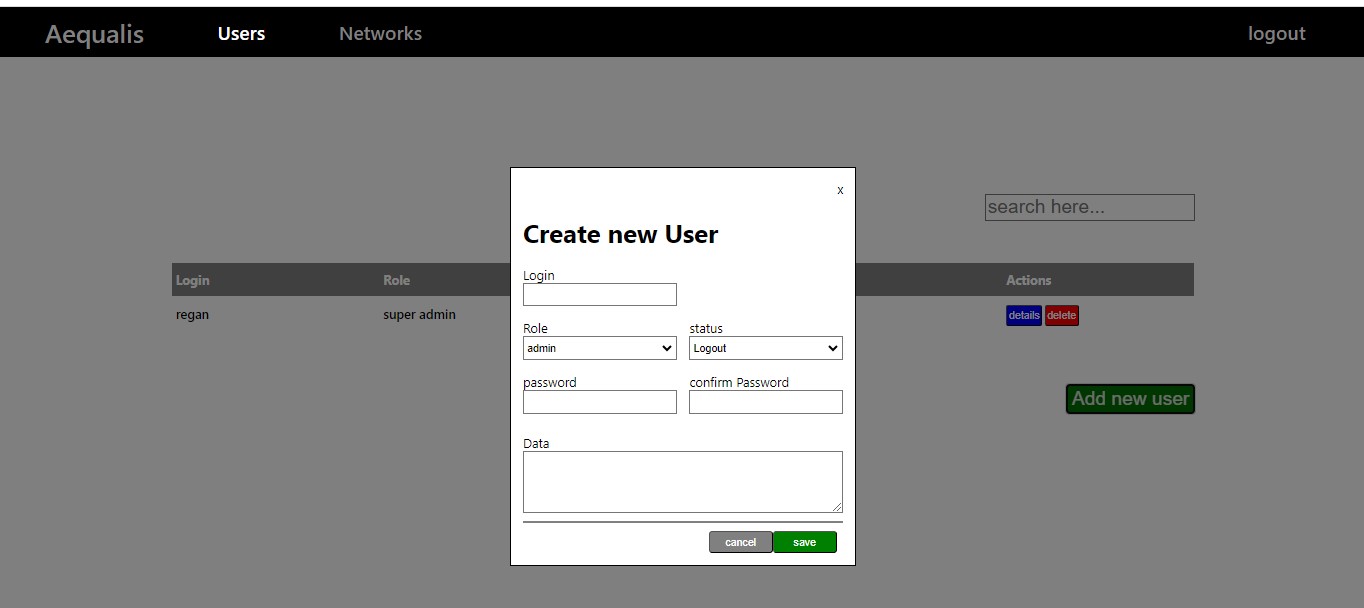 Aequalis Users Networks logout
x
search here...
Create new User
Login
Login Role Actions
regan super admin details delete
Role status
admin Logout
password confirm Password
Add new user
Data
cancel save